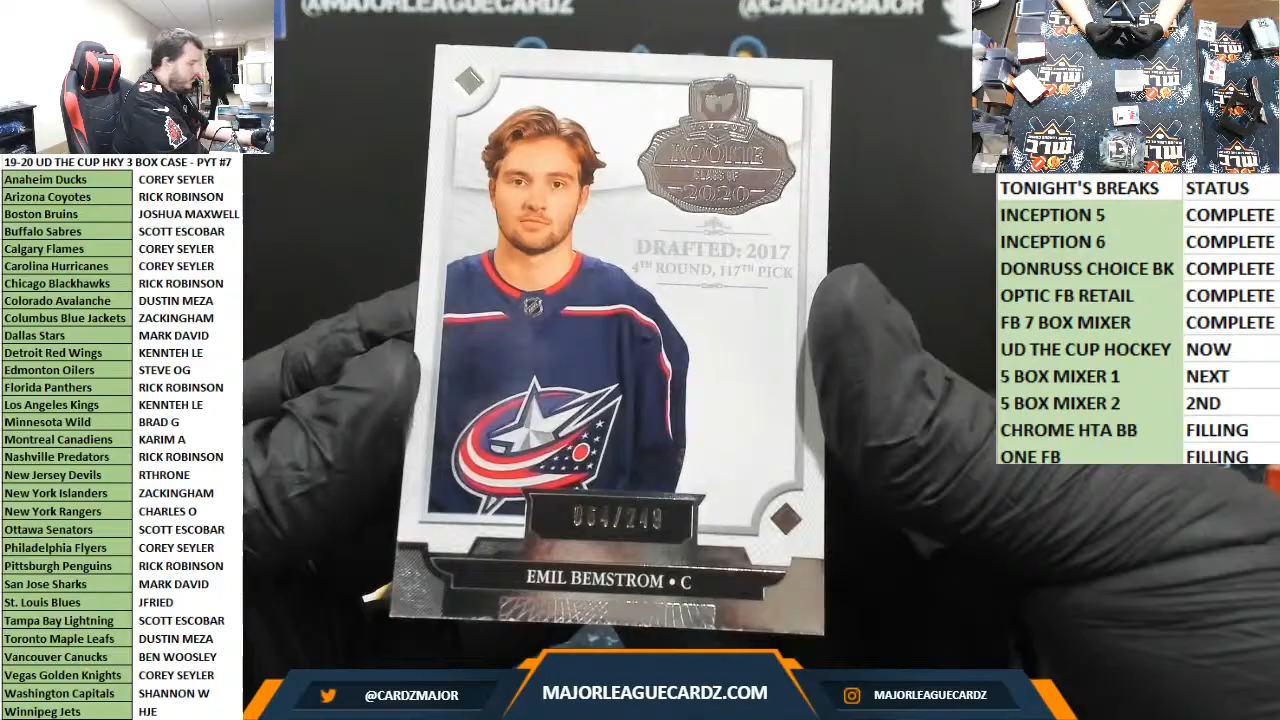 @MAJORLEAGUECARDZ
@CARDZMAJOR
19-20 UD THE CUP HKY 3 BOX CASE - PYT #7
Anaheim Ducks COREY SEYLER
Arizona Coyotes RICK ROBINSON
Boston Bruins JOSHUA MAXWELL
Buffalo Sabres SCOTT ESCOBAR
Calgary Flames COREY SEYLER
Carolina Hurricanes COREY SEYLER
Chicago Blackhawks RICK ROBINSON
Colorado Avalanche DUSTIN MEZA
Columbus Blue Jackets ZACKINGHAM
Dallas Stars MARK DAVID
Detroit Red Wings KENNTEH LE
Edmonton Oilers STEVE OG
Florida Panthers RICK ROBINSON
Los Angeles Kings KENNTEH LE
Minnesota Wild BRAD G
Montreal Canadiens KARIM A
Nashville Predators RICK ROBINSON
New Jersey Devils RTHRONE
New York Islanders ZACKINGHAM
New York Rangers CHARLES O
Ottawa Senators SCOTT ESCOBAR
Philadelphia Flyers COREY SEYLER
Pittsburgh Penguins RICK ROBINSON
San Jose Sharks MARK DAVID
St. Louis Blues JFRIED
Tampa Bay Lightning SCOTT ESCOBAR
Toronto Maple Leafs DUSTIN MEZA
Vancouver Canucks BEN WOOSLEY
Vegas Golden Knights COREY SEYLER
Washington Capitals SHANNON W
Winnipeg Jets HJE
ROOKIE
CLASS OF
2020
DRAFTED: 2017
4TH ROUND, 117TH PICK
064/249
EMIL BEMSTROM • C
TONIGHT'S BREAKS STATUS
INCEPTION 5 COMPLETE
INCEPTION 6 COMPLETE
DONRUSS CHOICE BK COMPLETE
OPTIC FB RETAIL COMPLETE
FB 7 BOX MIXER COMPLETE
UD THE CUP HOCKEY NOW
5 BOX MIXER 1 NEXT
5 BOX MIXER 2 2ND
CHROME HTA BB FILLING
ONE FB FILLING
@CARDZMAJOR
MAJORLEAGUECARDZ.COM
MAJORLEAGUECARDZ